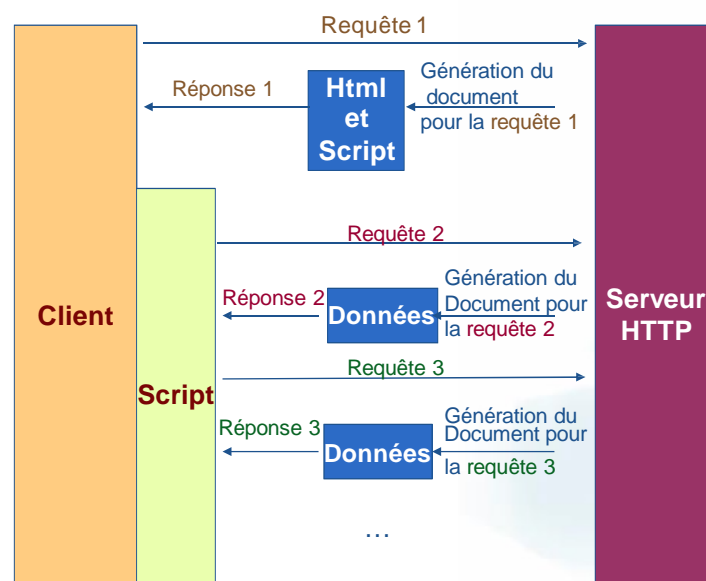 Requête 1
Génération du
document
pour la requête 1
Html
et
Script
Réponse 1
Requête 2
Génération du
Document pour
la requête 2
Données
Réponse 2
Client
Serveur
HTTP
Requête 3
Script
Génération du
Document pour
la requête 3
Données
Réponse 3
...